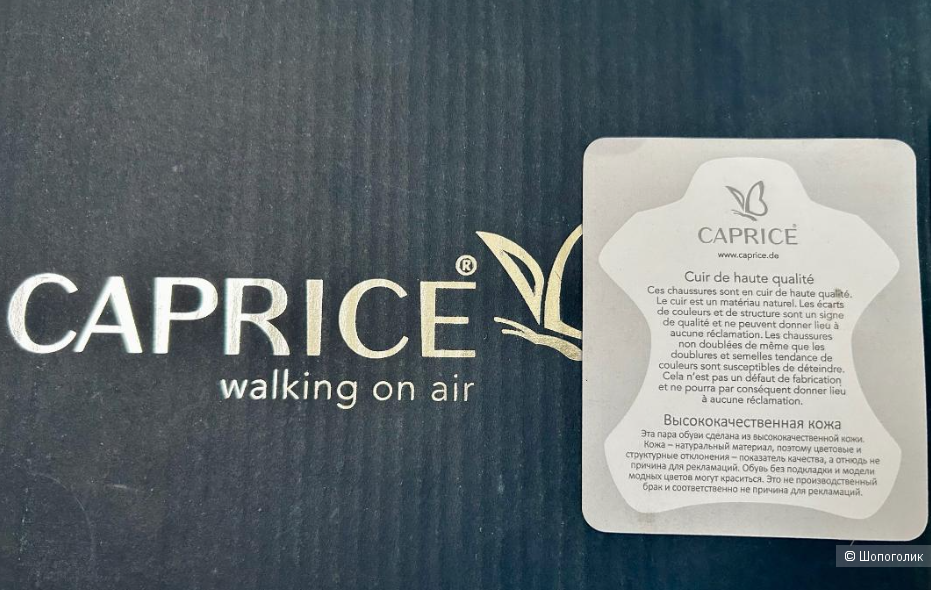 CAPRICE®
walking on air
CAPRICE®
www.caprice.de
Cuir de haute qualité
Ces chaussures sont en cuir de haute qualité.
Le cuir est un matériau naturel. Les écarts
de couleurs et de structure sont un signe
de qualité et ne peuvent donner lieu à
aucune réclamation. Les chaussures
non doublées de même que les
doublures et semelles tendance de
couleurs sont susceptibles de déteindre.
Cela n'est pas un défaut de fabrication
et ne pourra par conséquent donner lieu
à aucune réclamation.
Высококачественная кожа
Эта пара обуви сделана из высококачественной кожи.
Кожа – натуральный материал, поэтому цветовые и
структурные отклонения – показатель качества, а отнюдь не
причина для рекламаций. Обувь без подкладки и модели
модных цветов могут краситься. Это не производственный
брак и соответственно не причина для рекламаций.
© Шопоголик